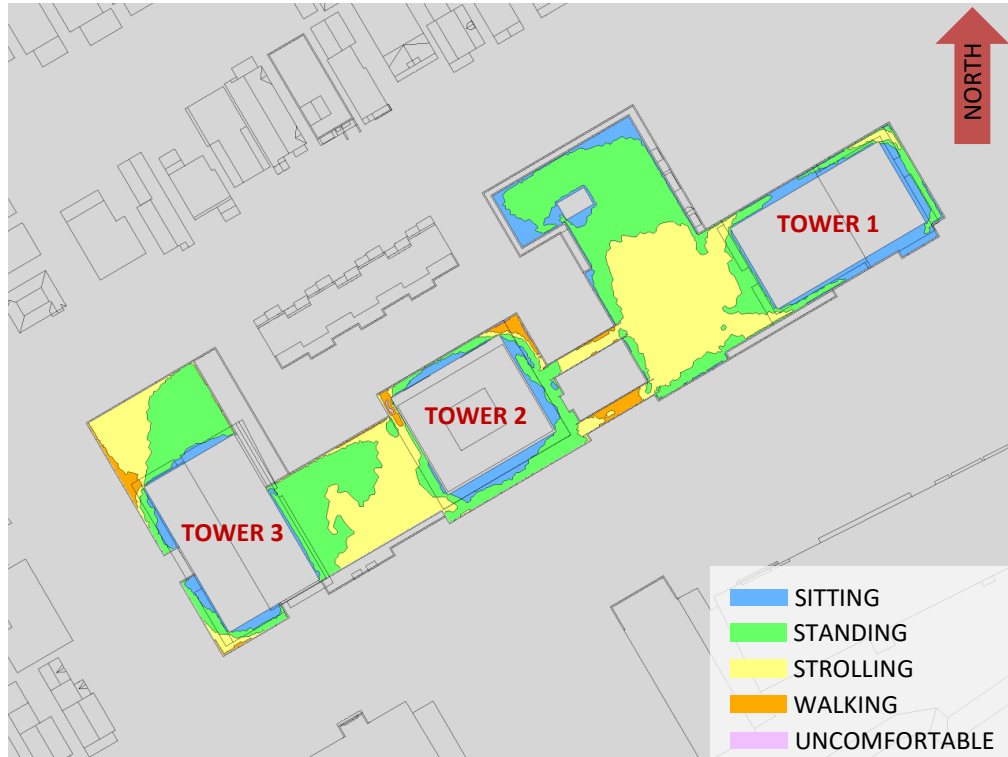 NORTH
TOWER 1
TOWER 2
TOWER 3
SITTING
STANDING
STROLLING
WALKING
UNCOMFORTABLE